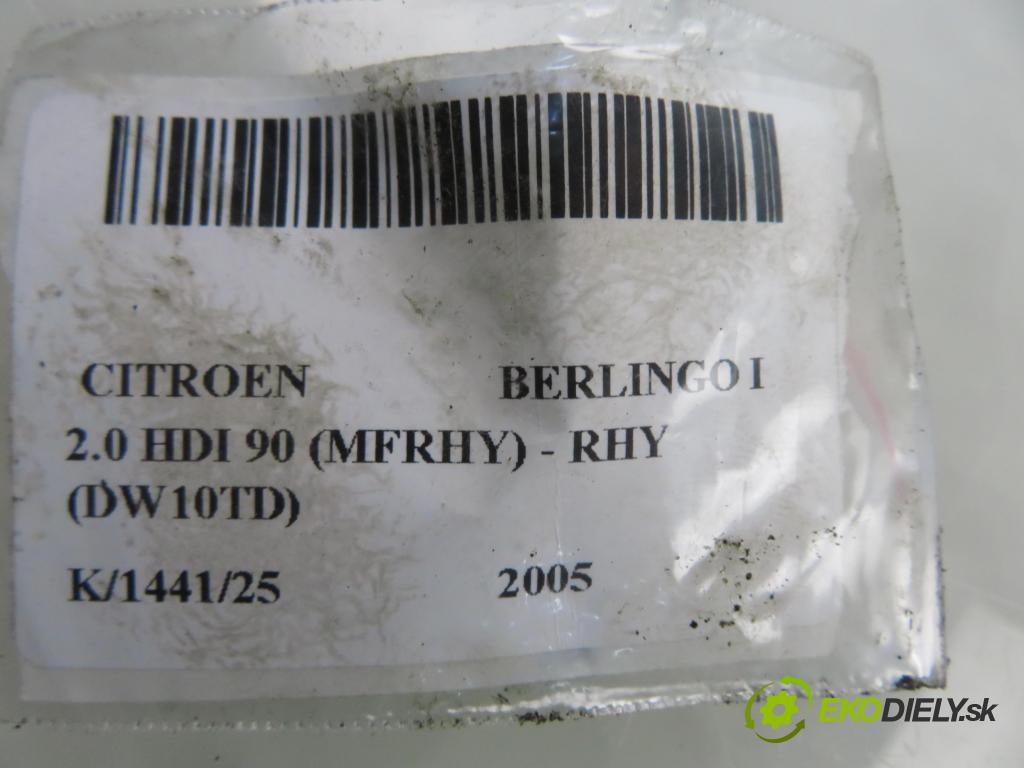 CITROEN BERLINGO I
2.0 HDI 90 (MFRHY) - RHY
(DW10TD)
K/1441/25 2005
EKODIELY.sk